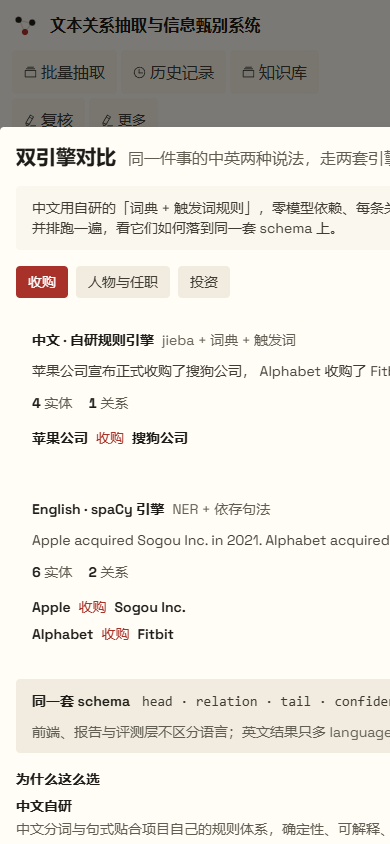 文本关系抽取与信息甄别系统
批量抽取 历史记录 知识库
复核 更多
双引擎对比 同一件事的中英两种说法，走两套引擎
中文用自研的「词典 + 触发词规则」，零模型依赖、每条关
并排跑一遍，看它们如何落到同一套 schema 上。
收购 人物与任职 投资
中文 · 自研规则引擎 jieba + 词典 + 触发词
苹果公司宣布正式收购了搜狗公司， Alphabet 收购了 Fitb
4 实体 1 关系
苹果公司 收购 搜狗公司
English · spaCy 引擎 NER + 依存句法
Apple acquired Sogou Inc. in 2021. Alphabet acquired
6 实体 2 关系
Apple 收购 Sogou Inc.
Alphabet 收购 Fitbit
同一套 schema head · relation · tail · confiden
前端、报告与评测层不区分语言；英文结果只多 language
为什么这么选
中文自研
中文分词与句式贴合项目自己的规则体系，确定性、可解释、